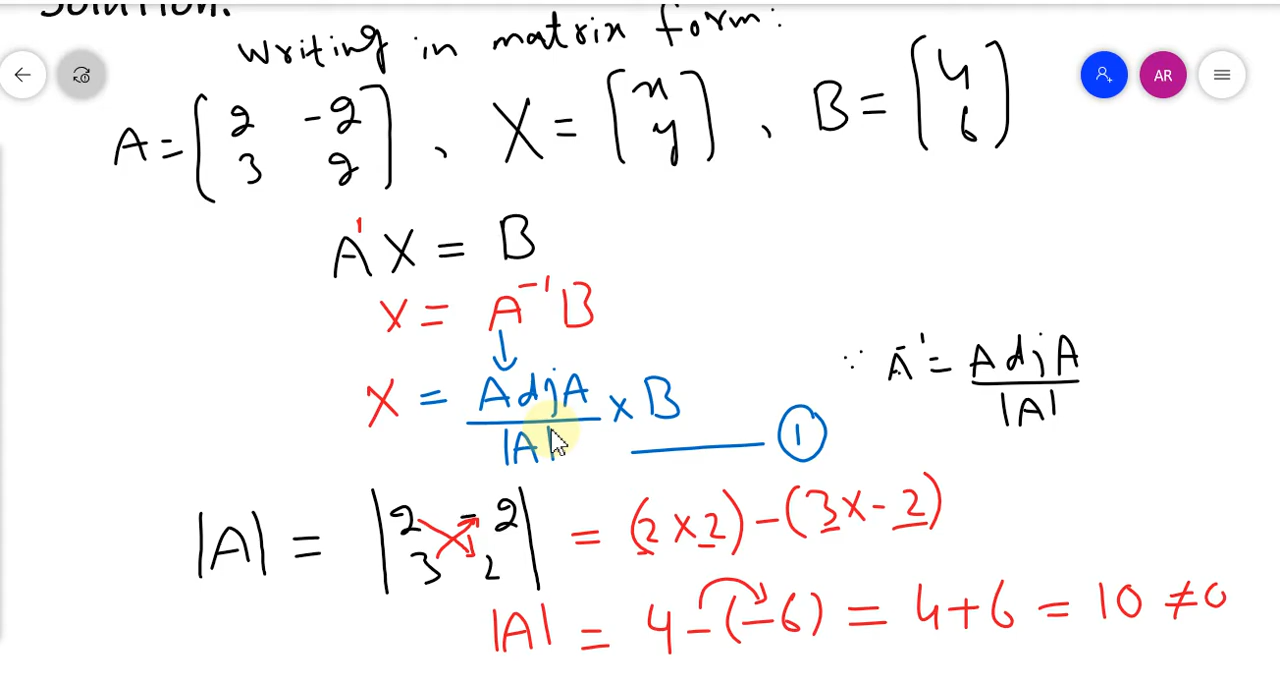 Solution:
Writing in matrix form:
A = [2 -2
3 2], X = [x
y], B = [4
6]
AR
A¹X = B
X = A⁻¹B
X = AdjA/|A| × B ——— ①
∵ A⁻¹ = AdjA/|A|
|A| = |2 -2
3 2| = (2×2)-(3×-2)
|A| = 4-(-6) = 4+6 = 10 ≠ 0